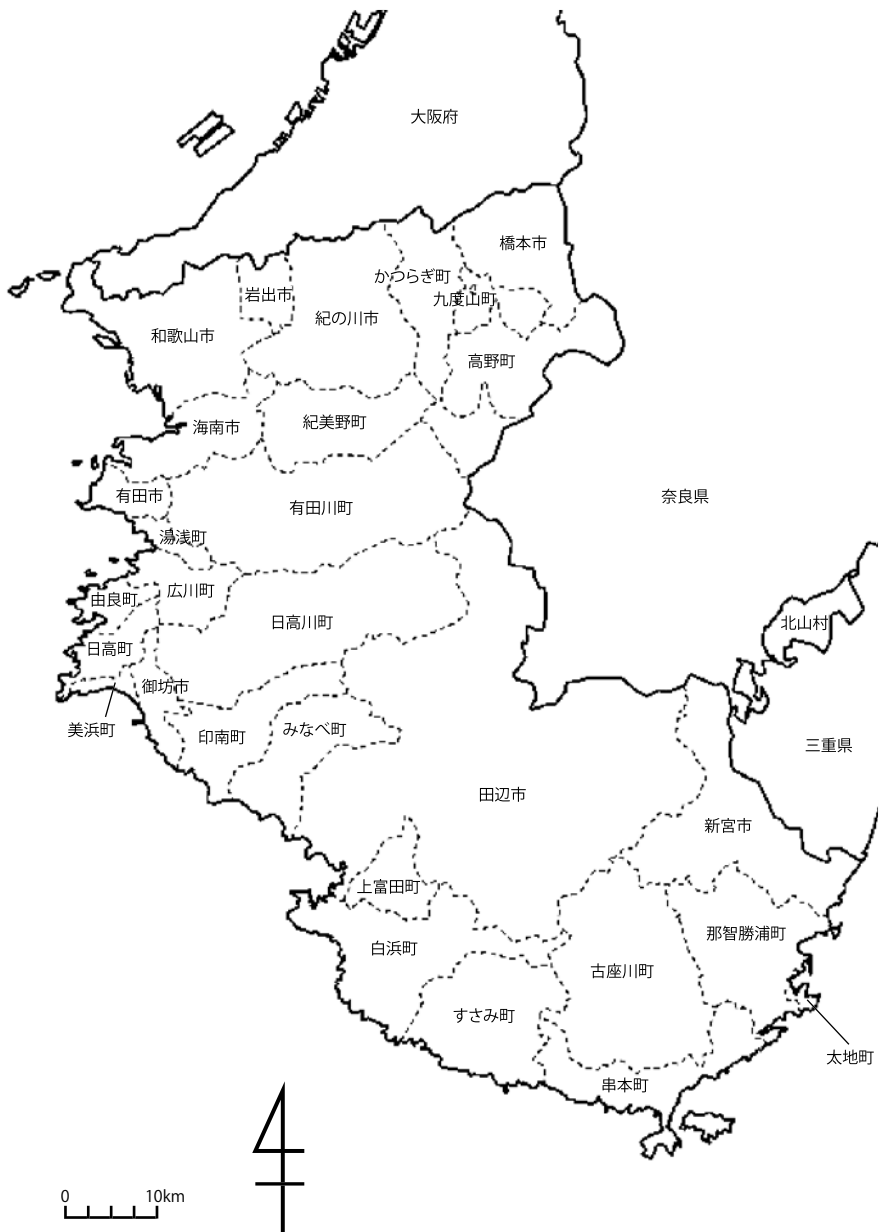 大阪府
橋本市
かつらぎ町
岩出市
九度山町
紀の川市
和歌山市
高野町
紀美野町
海南市
有田市
奈良県
有田川町
湯浅町
広川町
由良町
日高川町
北山村
日高町
御坊市
美浜町
みなべ町
印南町
三重県
田辺市
新宮市
上富田町
那智勝浦町
白浜町
古座川町
すさみ町
太地町
串本町
0 10km